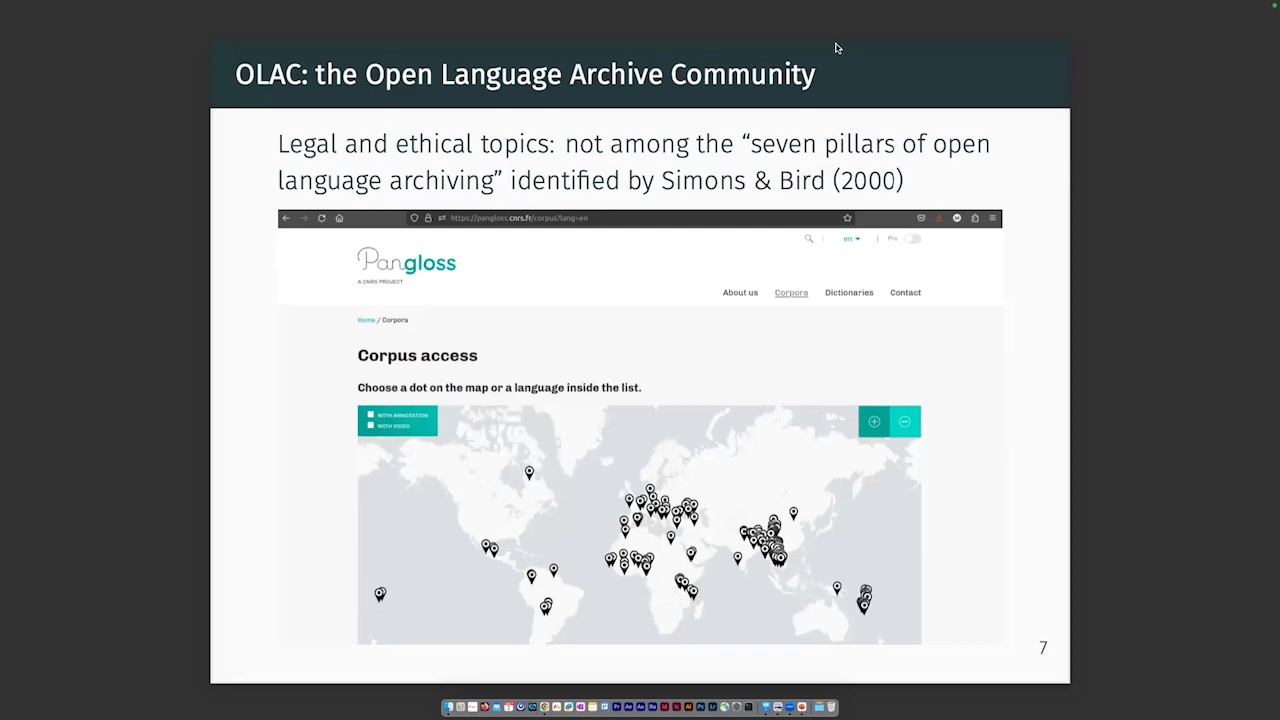 OLAC: the Open Language Archive Community
Legal and ethical topics: not among the “seven pillars of open
language archiving” identified by Simons & Bird (2000)
https://pangloss.cnrs.fr/corpus?lang=en
en
Pro
Pangloss
A CNRS PROJECT
About us Corpora Dictionaries Contact
Home / Corpora
Corpus access
Choose a dot on the map or a language inside the list.
WITH ANNOTATION
WITH VIDEO
7